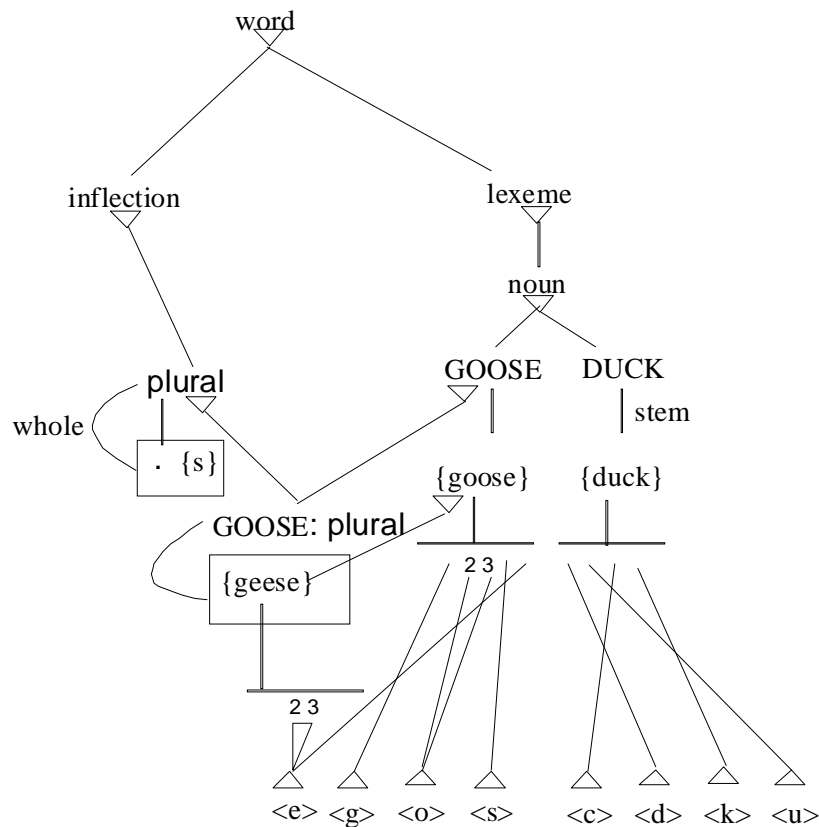 word
inflection
lexeme
noun
plural
GOOSE
DUCK
whole
stem
. {s}
{goose}
{duck}
GOOSE: plural
2 3
{geese}
2 3
<e> <g> <o> <s> <c> <d> <k> <u>